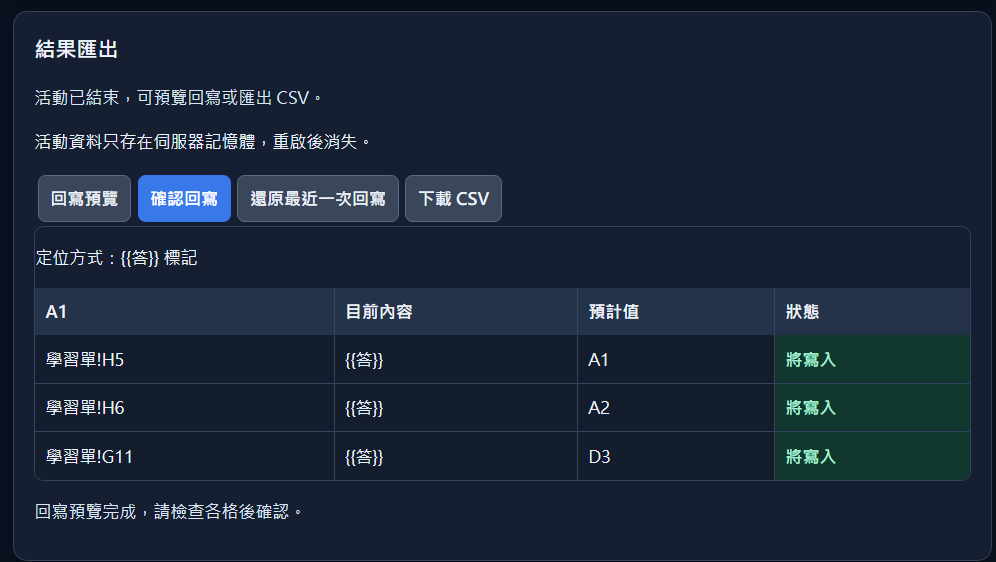 結果匯出
活動已結束，可預覽回寫或匯出 CSV。
活動資料只存在伺服器記憶體，重啟後消失。
回寫預覽 確認回寫 還原最近一次回寫 下載 CSV
定位方式：{{答}} 標記
A1 目前內容 預計值 狀態
學習單!H5 {{答}} A1 將寫入
學習單!H6 {{答}} A2 將寫入
學習單!G11 {{答}} D3 將寫入
回寫預覽完成，請檢查各格後確認。